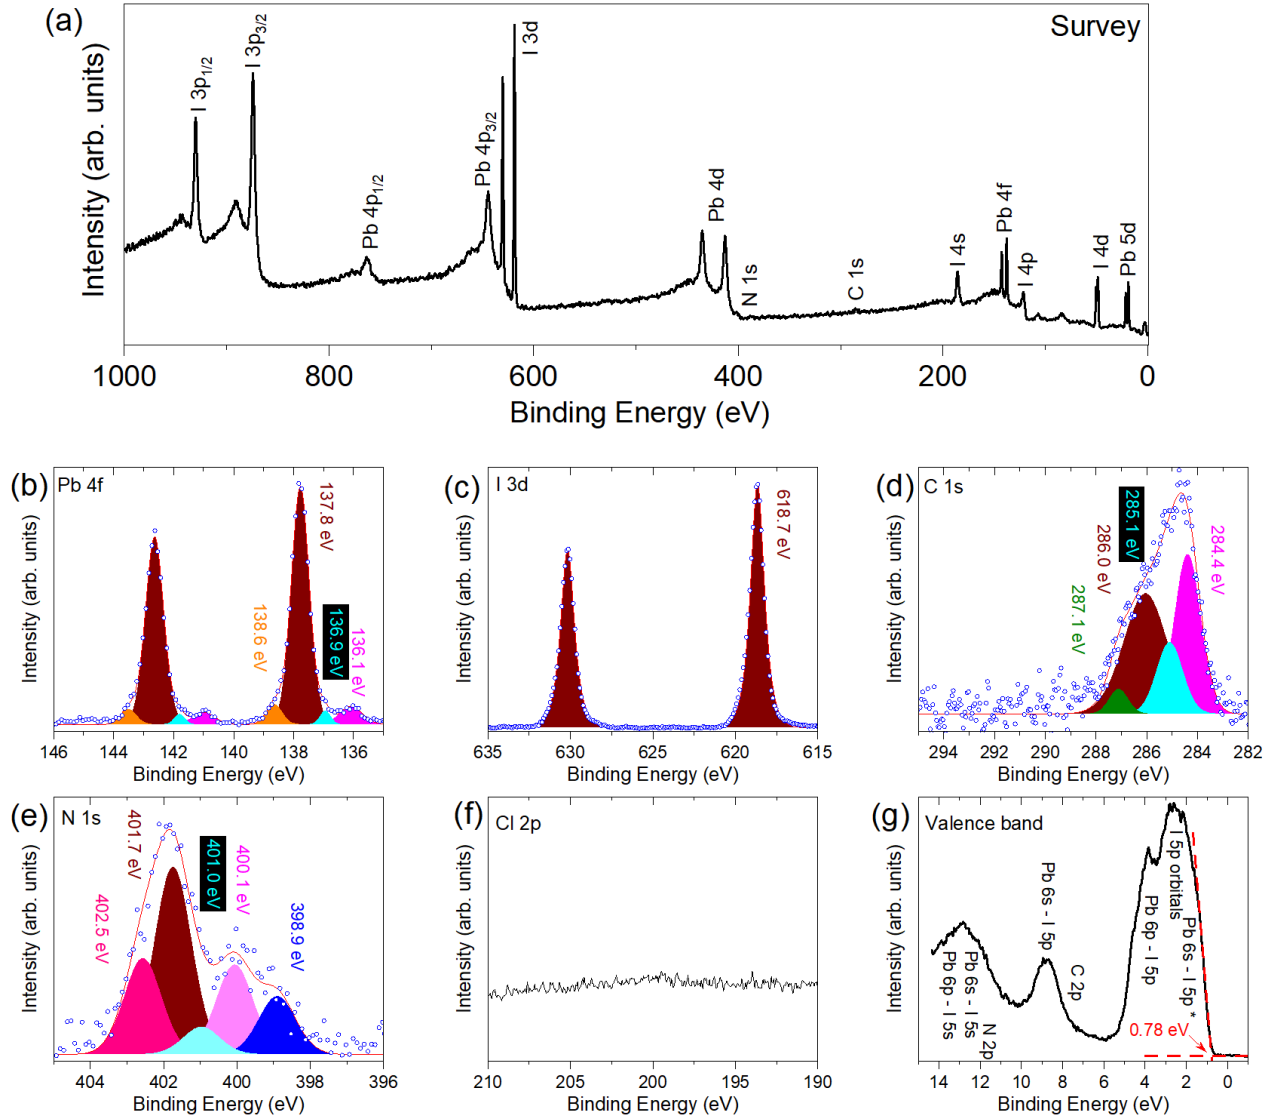 (a)
Survey
Intensity (arb. units)
I 3p1/2
I 3p3/2
Pb 4p1/2
Pb 4p3/2
I 3d
Pb 4d
N 1s
C 1s
I 4s
Pb 4f
I 4p
I 4d
Pb 5d
1000 800 600 400 200 0
Binding Energy (eV)
(b)
Pb 4f
Intensity (arb. units)
138.6 eV
137.8 eV
136.9 eV
136.1 eV
146 144 142 140 138 136
Binding Energy (eV)
(c)
I 3d
Intensity (arb. units)
618.7 eV
635 630 625 620 615
Binding Energy (eV)
(d)
C 1s
Intensity (arb. units)
287.1 eV
286.0 eV
285.1 eV
284.4 eV
294 292 290 288 286 284 282
Binding Energy (eV)
(e)
N 1s
Intensity (arb. units)
402.5 eV
401.7 eV
401.0 eV
400.1 eV
398.9 eV
404 402 400 398 396
Binding Energy (eV)
(f)
Cl 2p
Intensity (arb. units)
210 205 200 195 190
Binding Energy (eV)
(g)
Valence band
Intensity (arb. units)
Pb 6p - I 5s
Pb 6s - I 5s
N 2p
Pb 6s - I 5p
C 2p
Pb 6p - I 5p
I 5p orbitals
Pb 6s - I 5p *
0.78 eV
14 12 10 8 6 4 2 0
Binding Energy (eV)